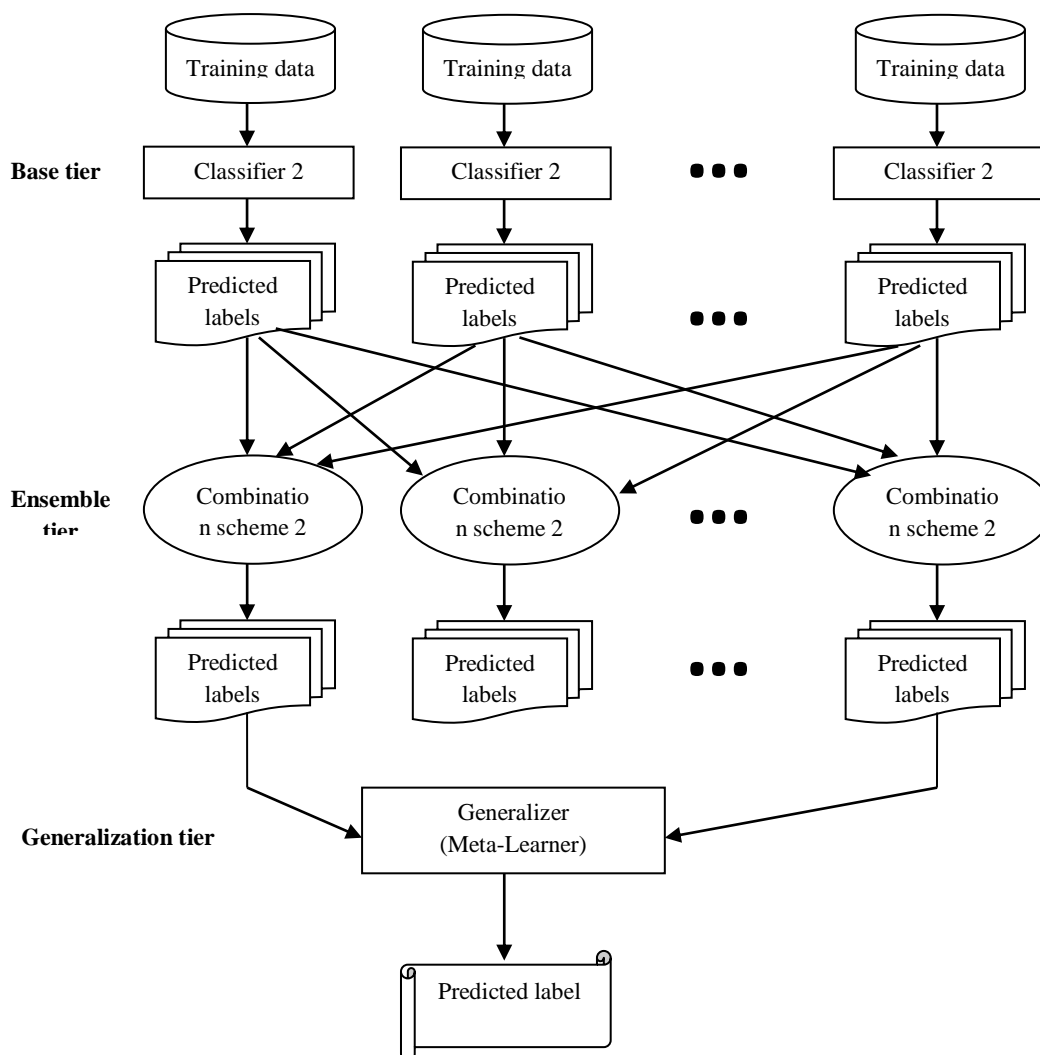 Training data
Training data
Training data
Base tier
Classifier 2
Classifier 2
Classifier 2
Predicted
labels
Predicted
labels
Predicted
labels
Ensemble
tier
Combinatio
n scheme 2
Combinatio
n scheme 2
Combinatio
n scheme 2
Predicted
labels
Predicted
labels
Predicted
labels
Generalization tier
Generalizer
(Meta-Learner)
Predicted label